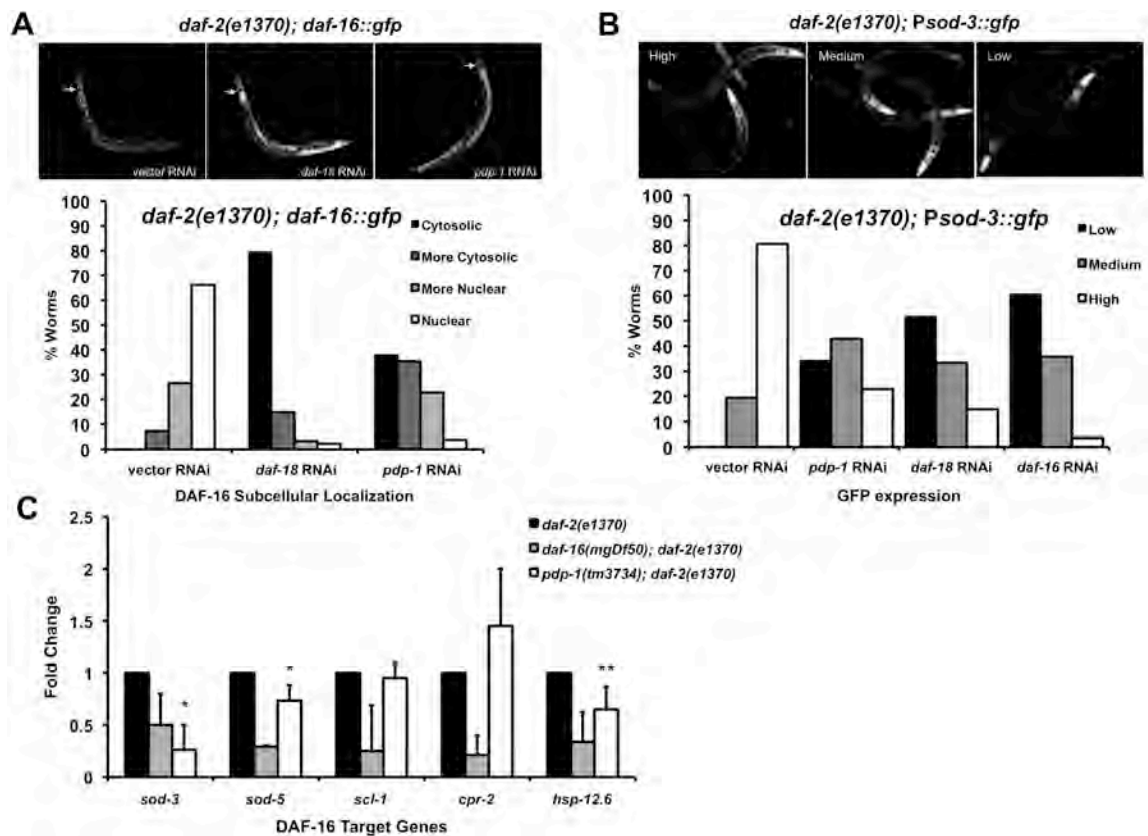 A
daf-2(e1370); daf-16::gfp
vector RNAi
daf-18 RNAi
pdp-1 RNAi
daf-2(e1370); daf-16::gfp
% Worms
90
80
70
60
50
40
30
20
10
0
Cytosolic
More Cytosolic
More Nuclear
Nuclear
vector RNAi
daf-18 RNAi
pdp-1 RNAi
DAF-16 Subcellular Localization
B
daf-2(e1370); Psod-3::gfp
High
Medium
Low
daf-2(e1370); Psod-3::gfp
% Worms
90
80
70
60
50
40
30
20
10
0
Low
Medium
High
vector RNAi
pdp-1 RNAi
daf-18 RNAi
daf-16 RNAi
GFP expression
C
Fold Change
2.5
2
1.5
1
0.5
0
daf-2(e1370)
daf-16(mgDf50); daf-2(e1370)
pdp-1(tm3734); daf-2(e1370)
*
*
**
sod-3
sod-5
scl-1
cpr-2
hsp-12.6
DAF-16 Target Genes